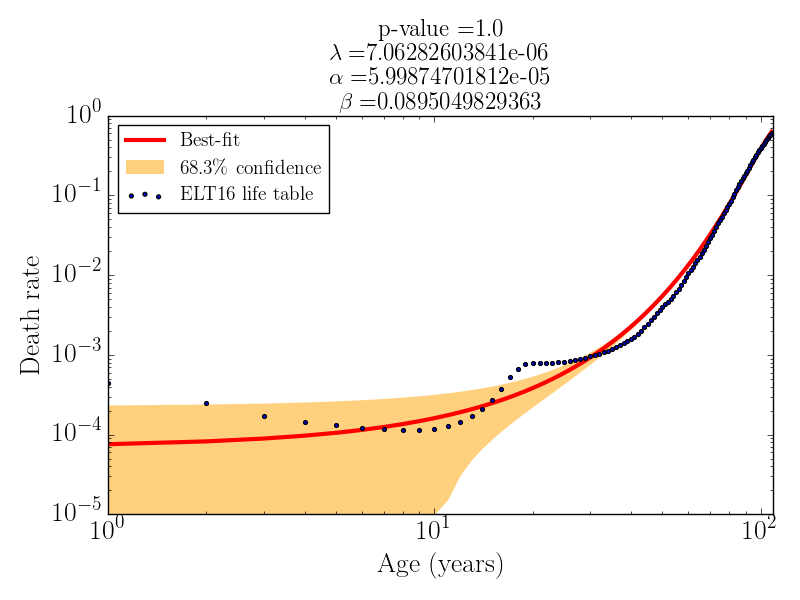 p-value =1.0
λ =7.06282603841e-06
α =5.99874701812e-05
β =0.0895049829363
Best-fit
68.3% confidence
ELT16 life table
Death rate
10⁰
10⁻¹
10⁻²
10⁻³
10⁻⁴
10⁻⁵
10⁰
10¹
10²
Age (years)